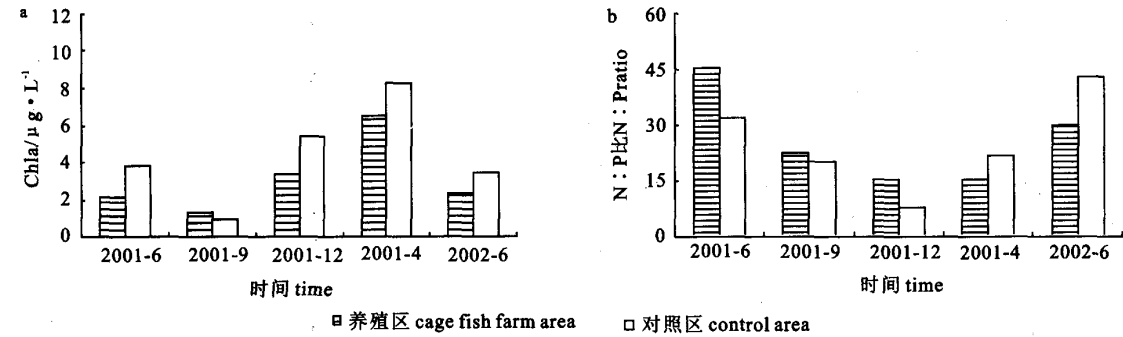 a
Chla/μg·L⁻¹
12
10
8
6
4
2
0
2001-6 2001-9 2001-12 2001-4 2002-6
时间 time
b
N：P比N：Pratio
60
45
30
15
0
2001-6 2001-9 2001-12 2001-4 2002-6
时间 time
养殖区 cage fish farm area 对照区 control area